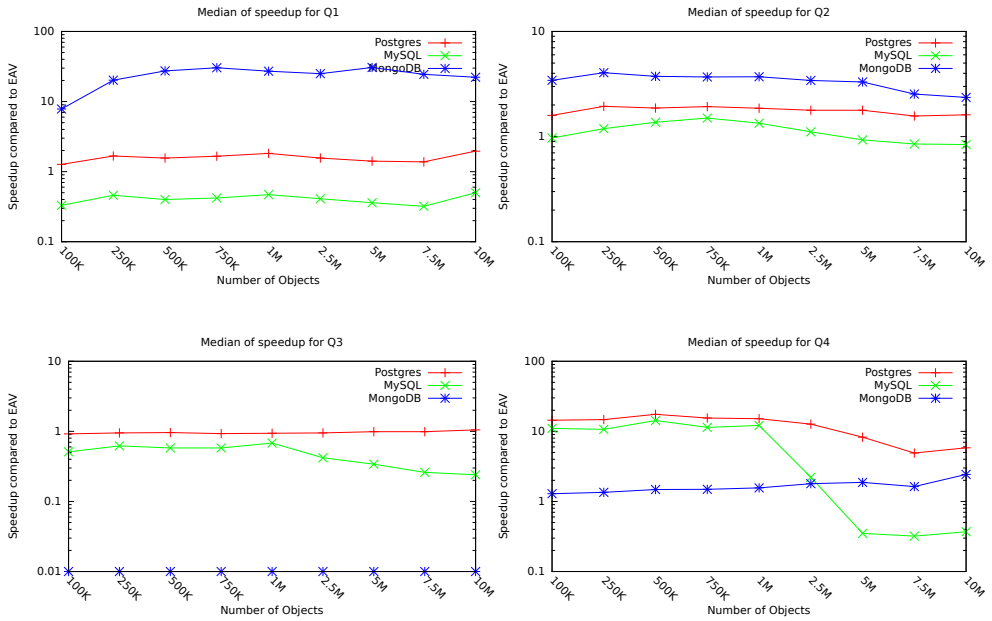 Median of speedup for Q1
Speedup compared to EAV
100
10
1
0.1
Postgres
MySQL
MongoDB
100K
250K
500K
750K
1M
2.5M
5M
7.5M
10M
Number of Objects
Median of speedup for Q2
Speedup compared to EAV
10
1
0.1
Postgres
MySQL
MongoDB
100K
250K
500K
750K
1M
2.5M
5M
7.5M
10M
Number of Objects
Median of speedup for Q3
Speedup compared to EAV
10
1
0.1
0.01
Postgres
MySQL
MongoDB
100K
250K
500K
750K
1M
2.5M
5M
7.5M
10M
Number of Objects
Median of speedup for Q4
Speedup compared to EAV
100
10
1
0.1
Postgres
MySQL
MongoDB
100K
250K
500K
750K
1M
2.5M
5M
7.5M
10M
Number of Objects